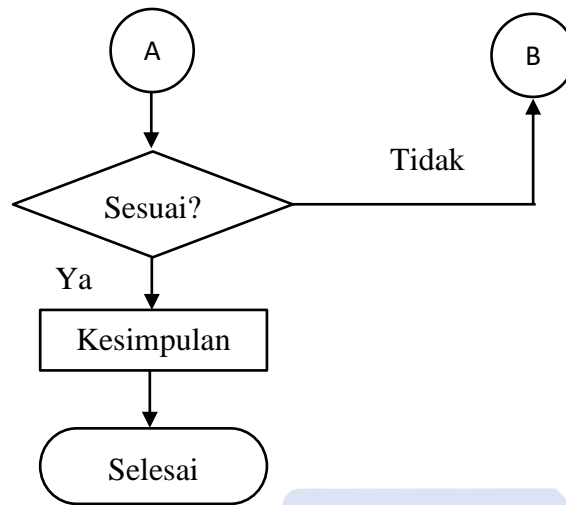 A
B
Tidak
Sesuai?
Ya
Kesimpulan
Selesai